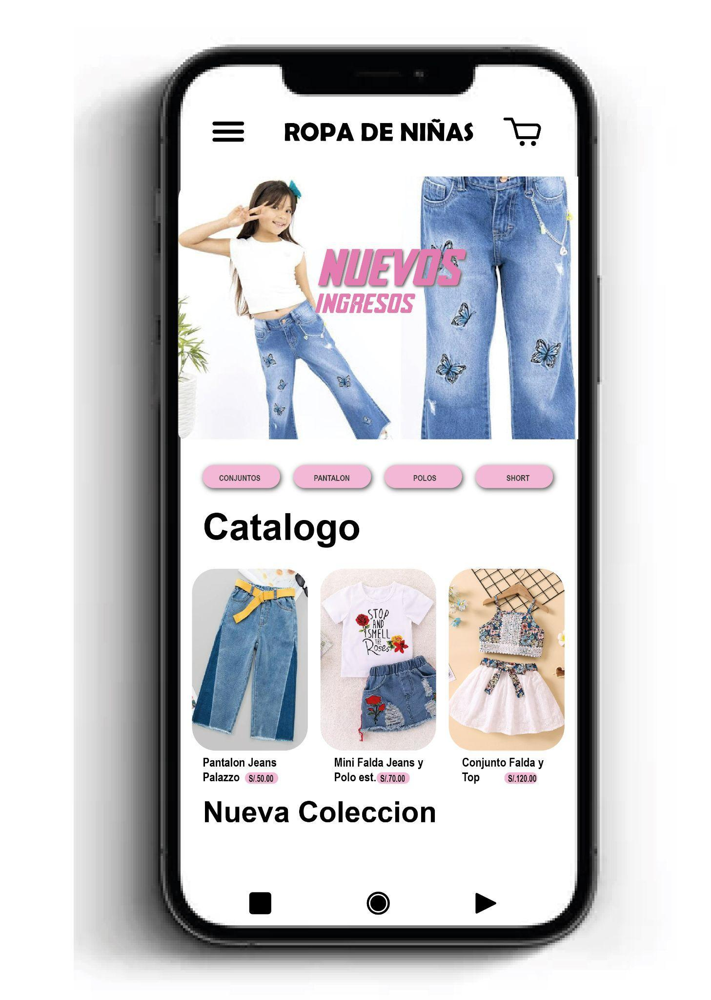 ROPA DE NIÑAS
NUEVOS
INGRESOS
CONJUNTOS
PANTALON
POLOS
SHORT
Catalogo
STOP
AND
SMELL
THE
Roses
Pantalon Jeans
Palazzo S/.50.00
Mini Falda Jeans y
Polo est. S/.70.00
Conjunto Falda y
Top S/.120.00
Nueva Coleccion